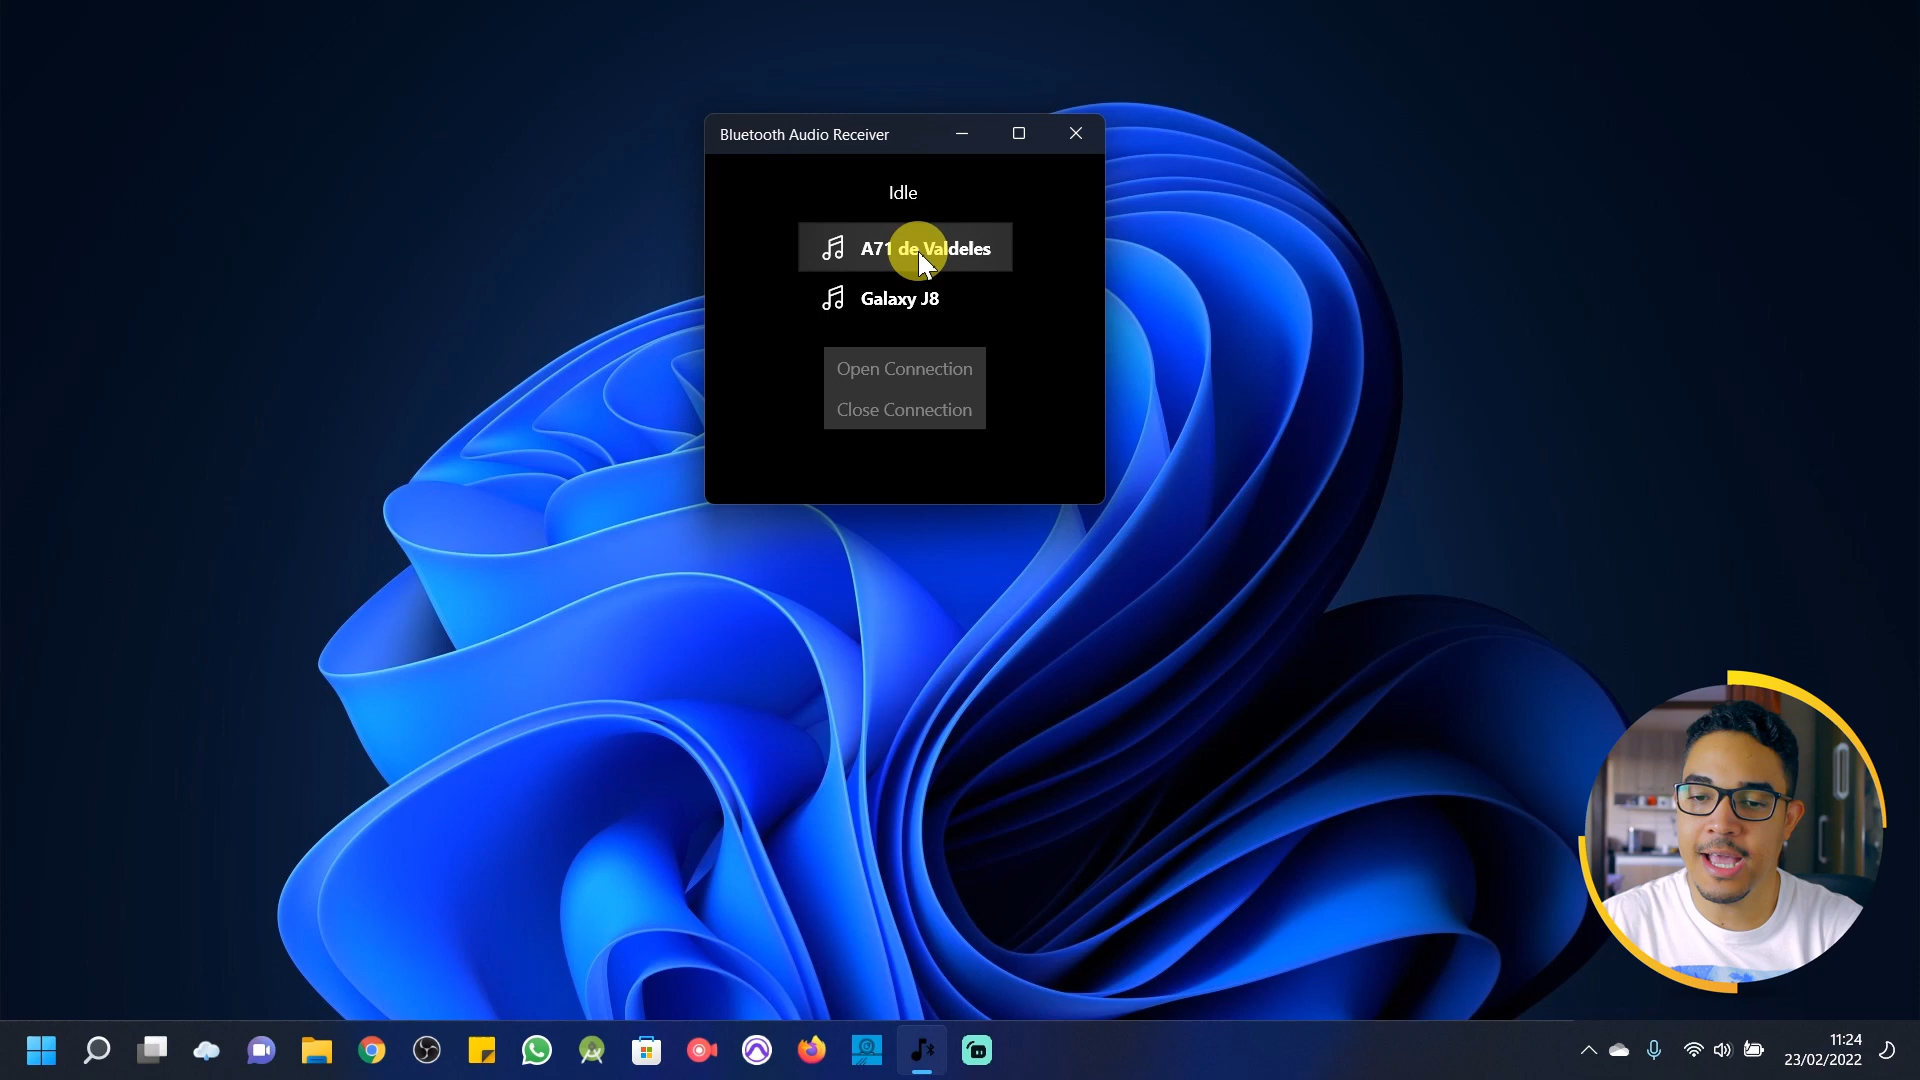 Bluetooth Audio Receiver
Idle
A71 de Valdeles
Galaxy J8
Open Connection
Close Connection
11:24
23/02/2022